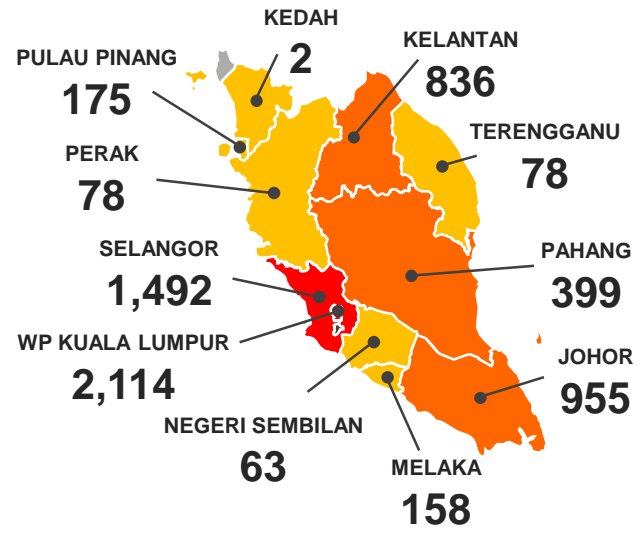 KEDAH
2
PULAU PINANG
175
KELANTAN
836
TERENGGANU
78
PERAK
78
SELANGOR
1,492
PAHANG
399
WP KUALA LUMPUR
2,114
JOHOR
955
NEGERI SEMBILAN
63
MELAKA
158